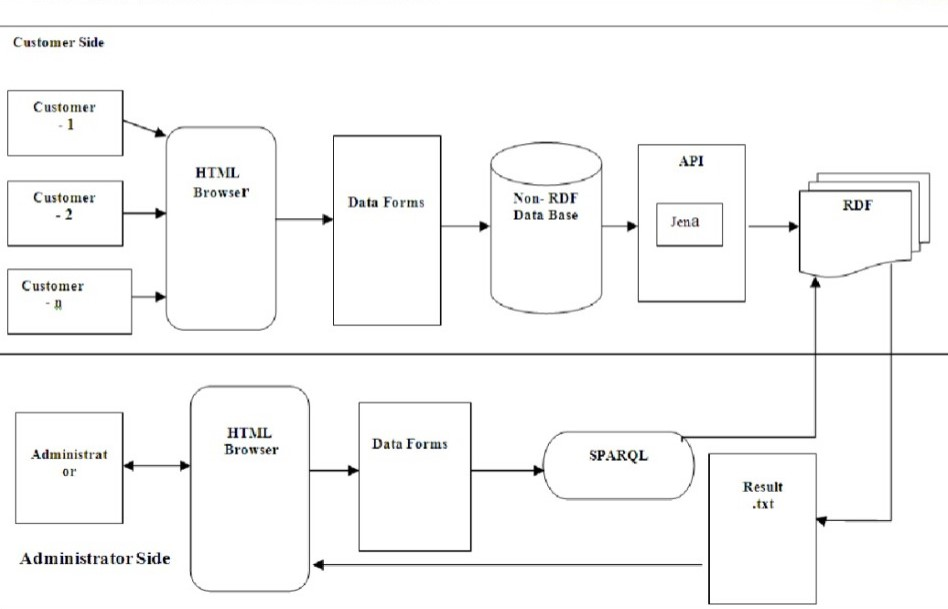 Customer Side
Customer
- 1
Customer
- 2
Customer
- n
HTML
Browser
Data Forms
Non- RDF
Data Base
API
Jena
RDF
Administrat
or
HTML
Browser
Data Forms
SPARQL
Result
.txt
Administrator Side